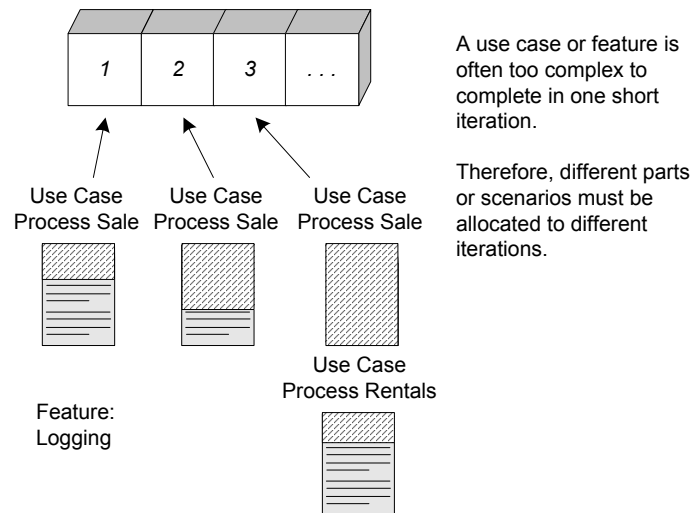 1 2 3 . . .
A use case or feature is
often too complex to
complete in one short
iteration.
Therefore, different parts
or scenarios must be
allocated to different
iterations.
Use Case
Process Sale
Use Case
Process Sale
Use Case
Process Sale
Use Case
Process Rentals
Feature:
Logging